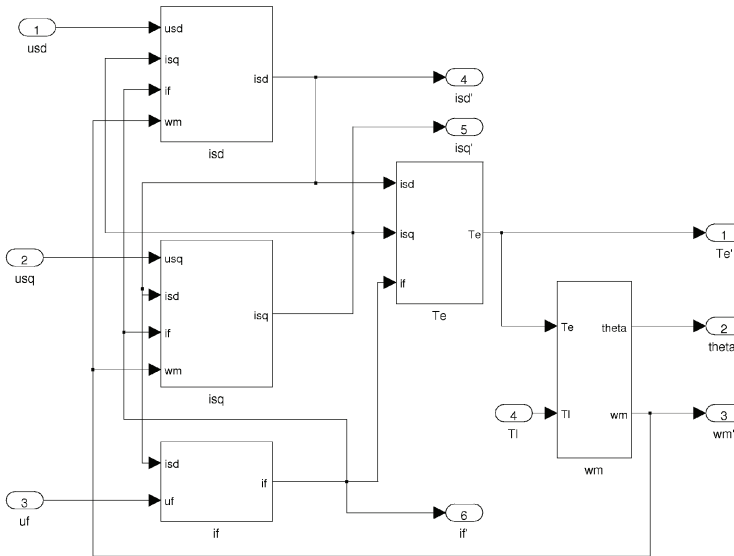 1
usd
usd
isq
if
wm
isd
isd
4
isd'
5
isq'
isd
isq
if
Te
Te
1
Te'
2
usq
usq
isd
if
wm
isq
isq
Te
Tl
theta
wm
wm
2
theta
4
Tl
3
wm'
3
uf
isd
uf
if
if
6
if'